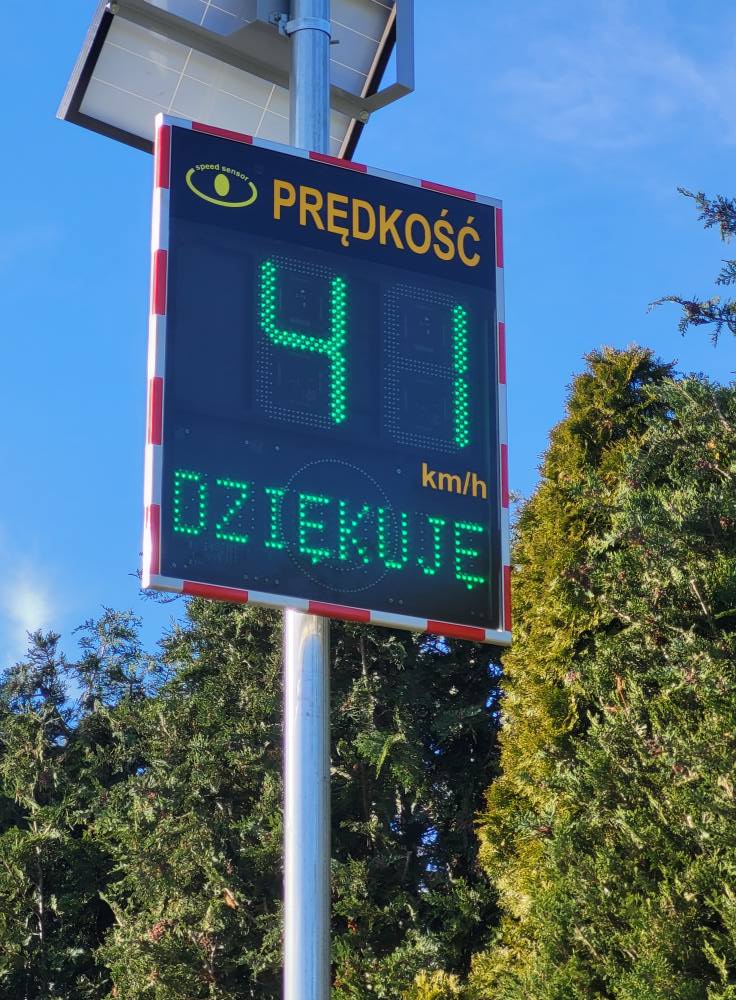 speed sensor
PRĘDKOŚĆ
41
km/h
DZIĘKUJĘ